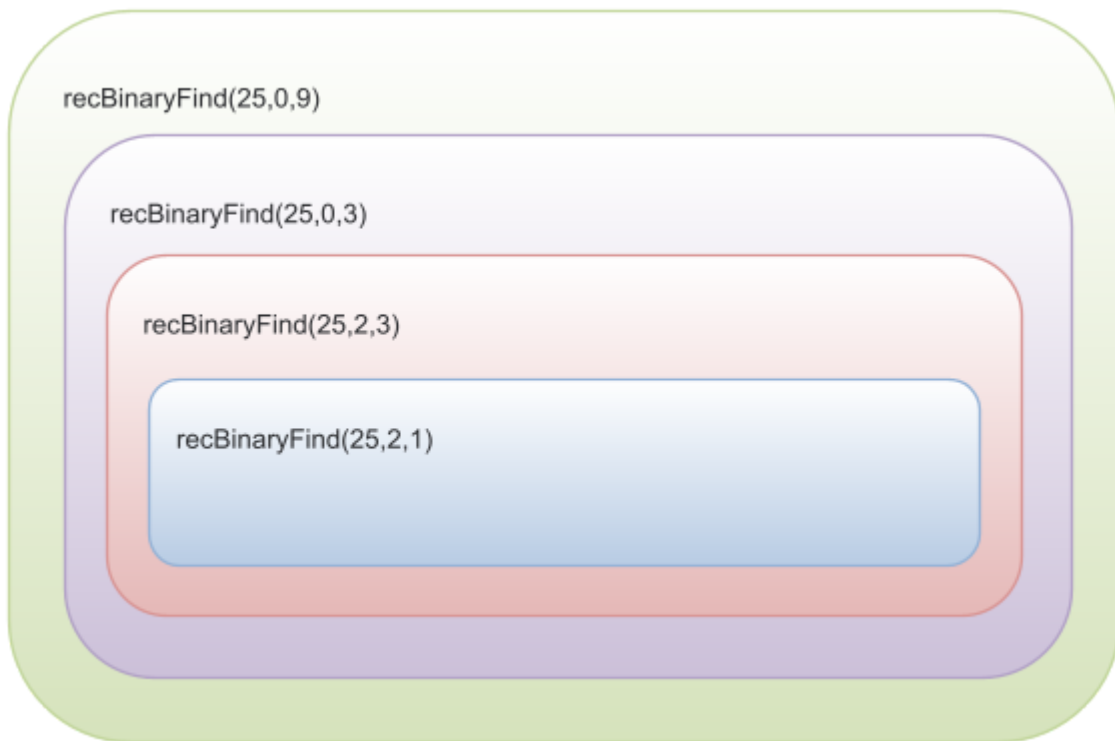 recBinaryFind(25,0,9)
recBinaryFind(25,0,3)
recBinaryFind(25,2,3)
recBinaryFind(25,2,1)